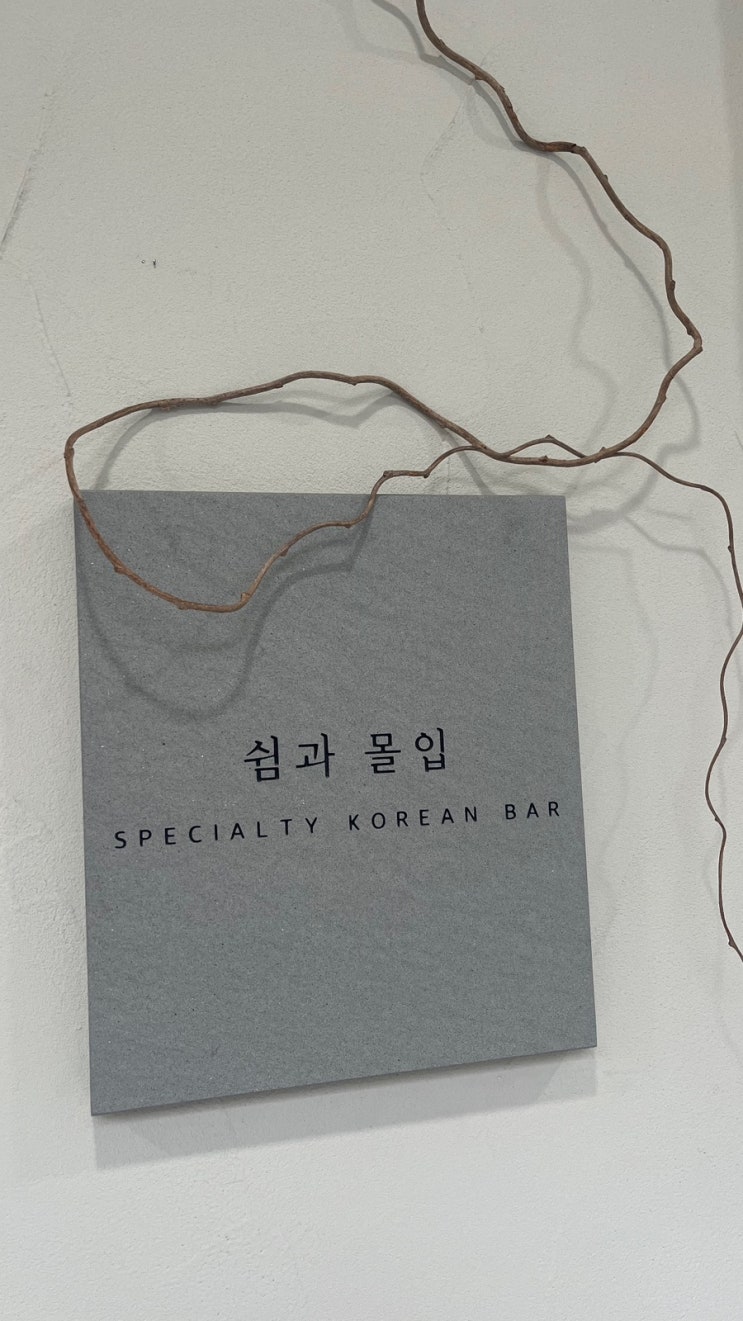 쉼과 몰입
SPECIALTY KOREAN BAR